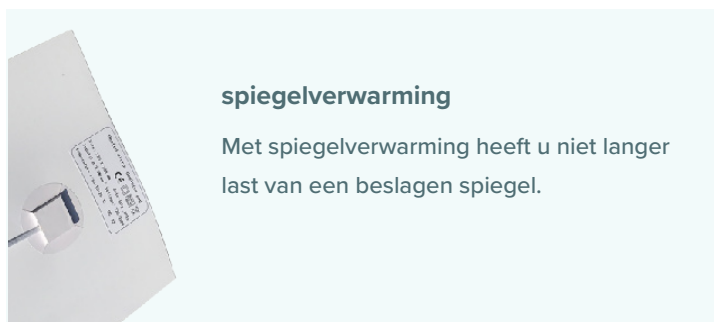 spiegelverwarming
Met spiegelverwarming heeft u niet langer
last van een beslagen spiegel.